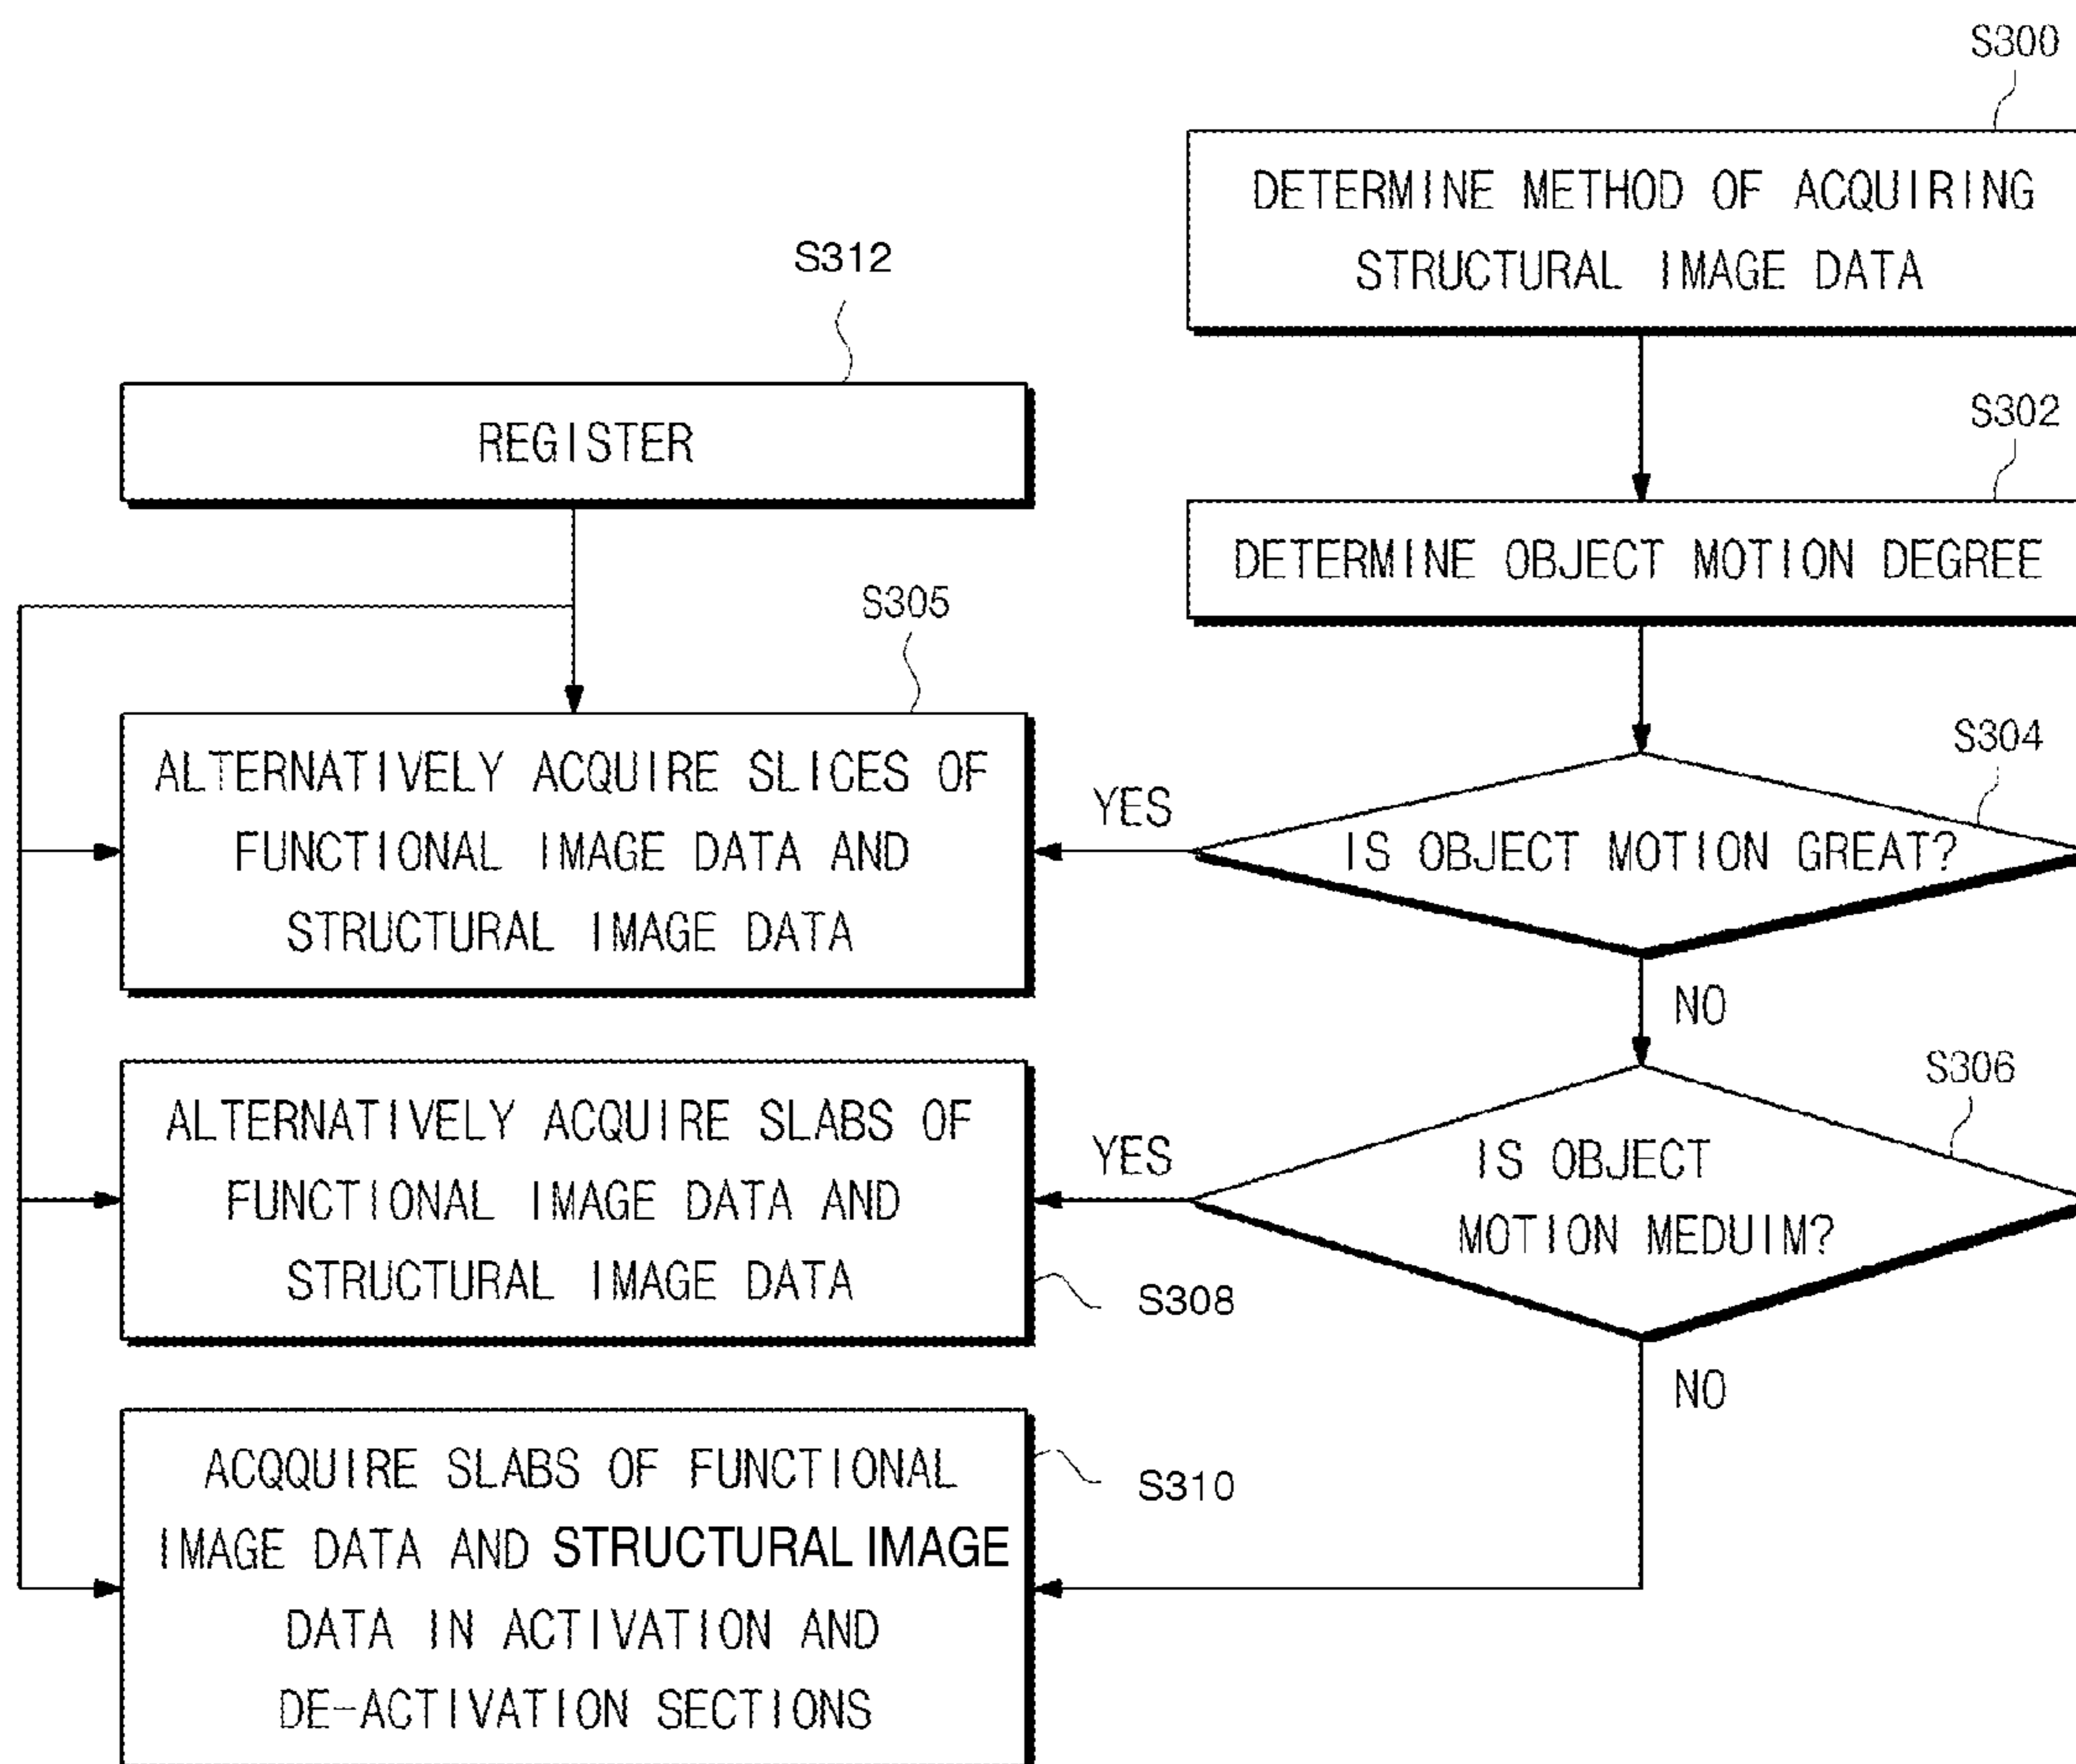 S300
DETERMINE METHOD OF ACQUIRING
STRUCTURAL IMAGE DATA
S312
REGISTER
S302
DETERMINE OBJECT MOTION DEGREE
S305
ALTERNATIVELY ACQUIRE SLICES OF
FUNCTIONAL IMAGE DATA AND
STRUCTURAL IMAGE DATA
YES
S304
IS OBJECT MOTION GREAT?
NO
ALTERNATIVELY ACQUIRE SLABS OF
FUNCTIONAL IMAGE DATA AND
STRUCTURAL IMAGE DATA
S308
YES
S306
IS OBJECT
MOTION MEDUIM?
NO
ACQQUIRE SLABS OF FUNCTIONAL
IMAGE DATA AND STRUCTURAL IMAGE
DATA IN ACTIVATION AND
DE-ACTIVATION SECTIONS
S310